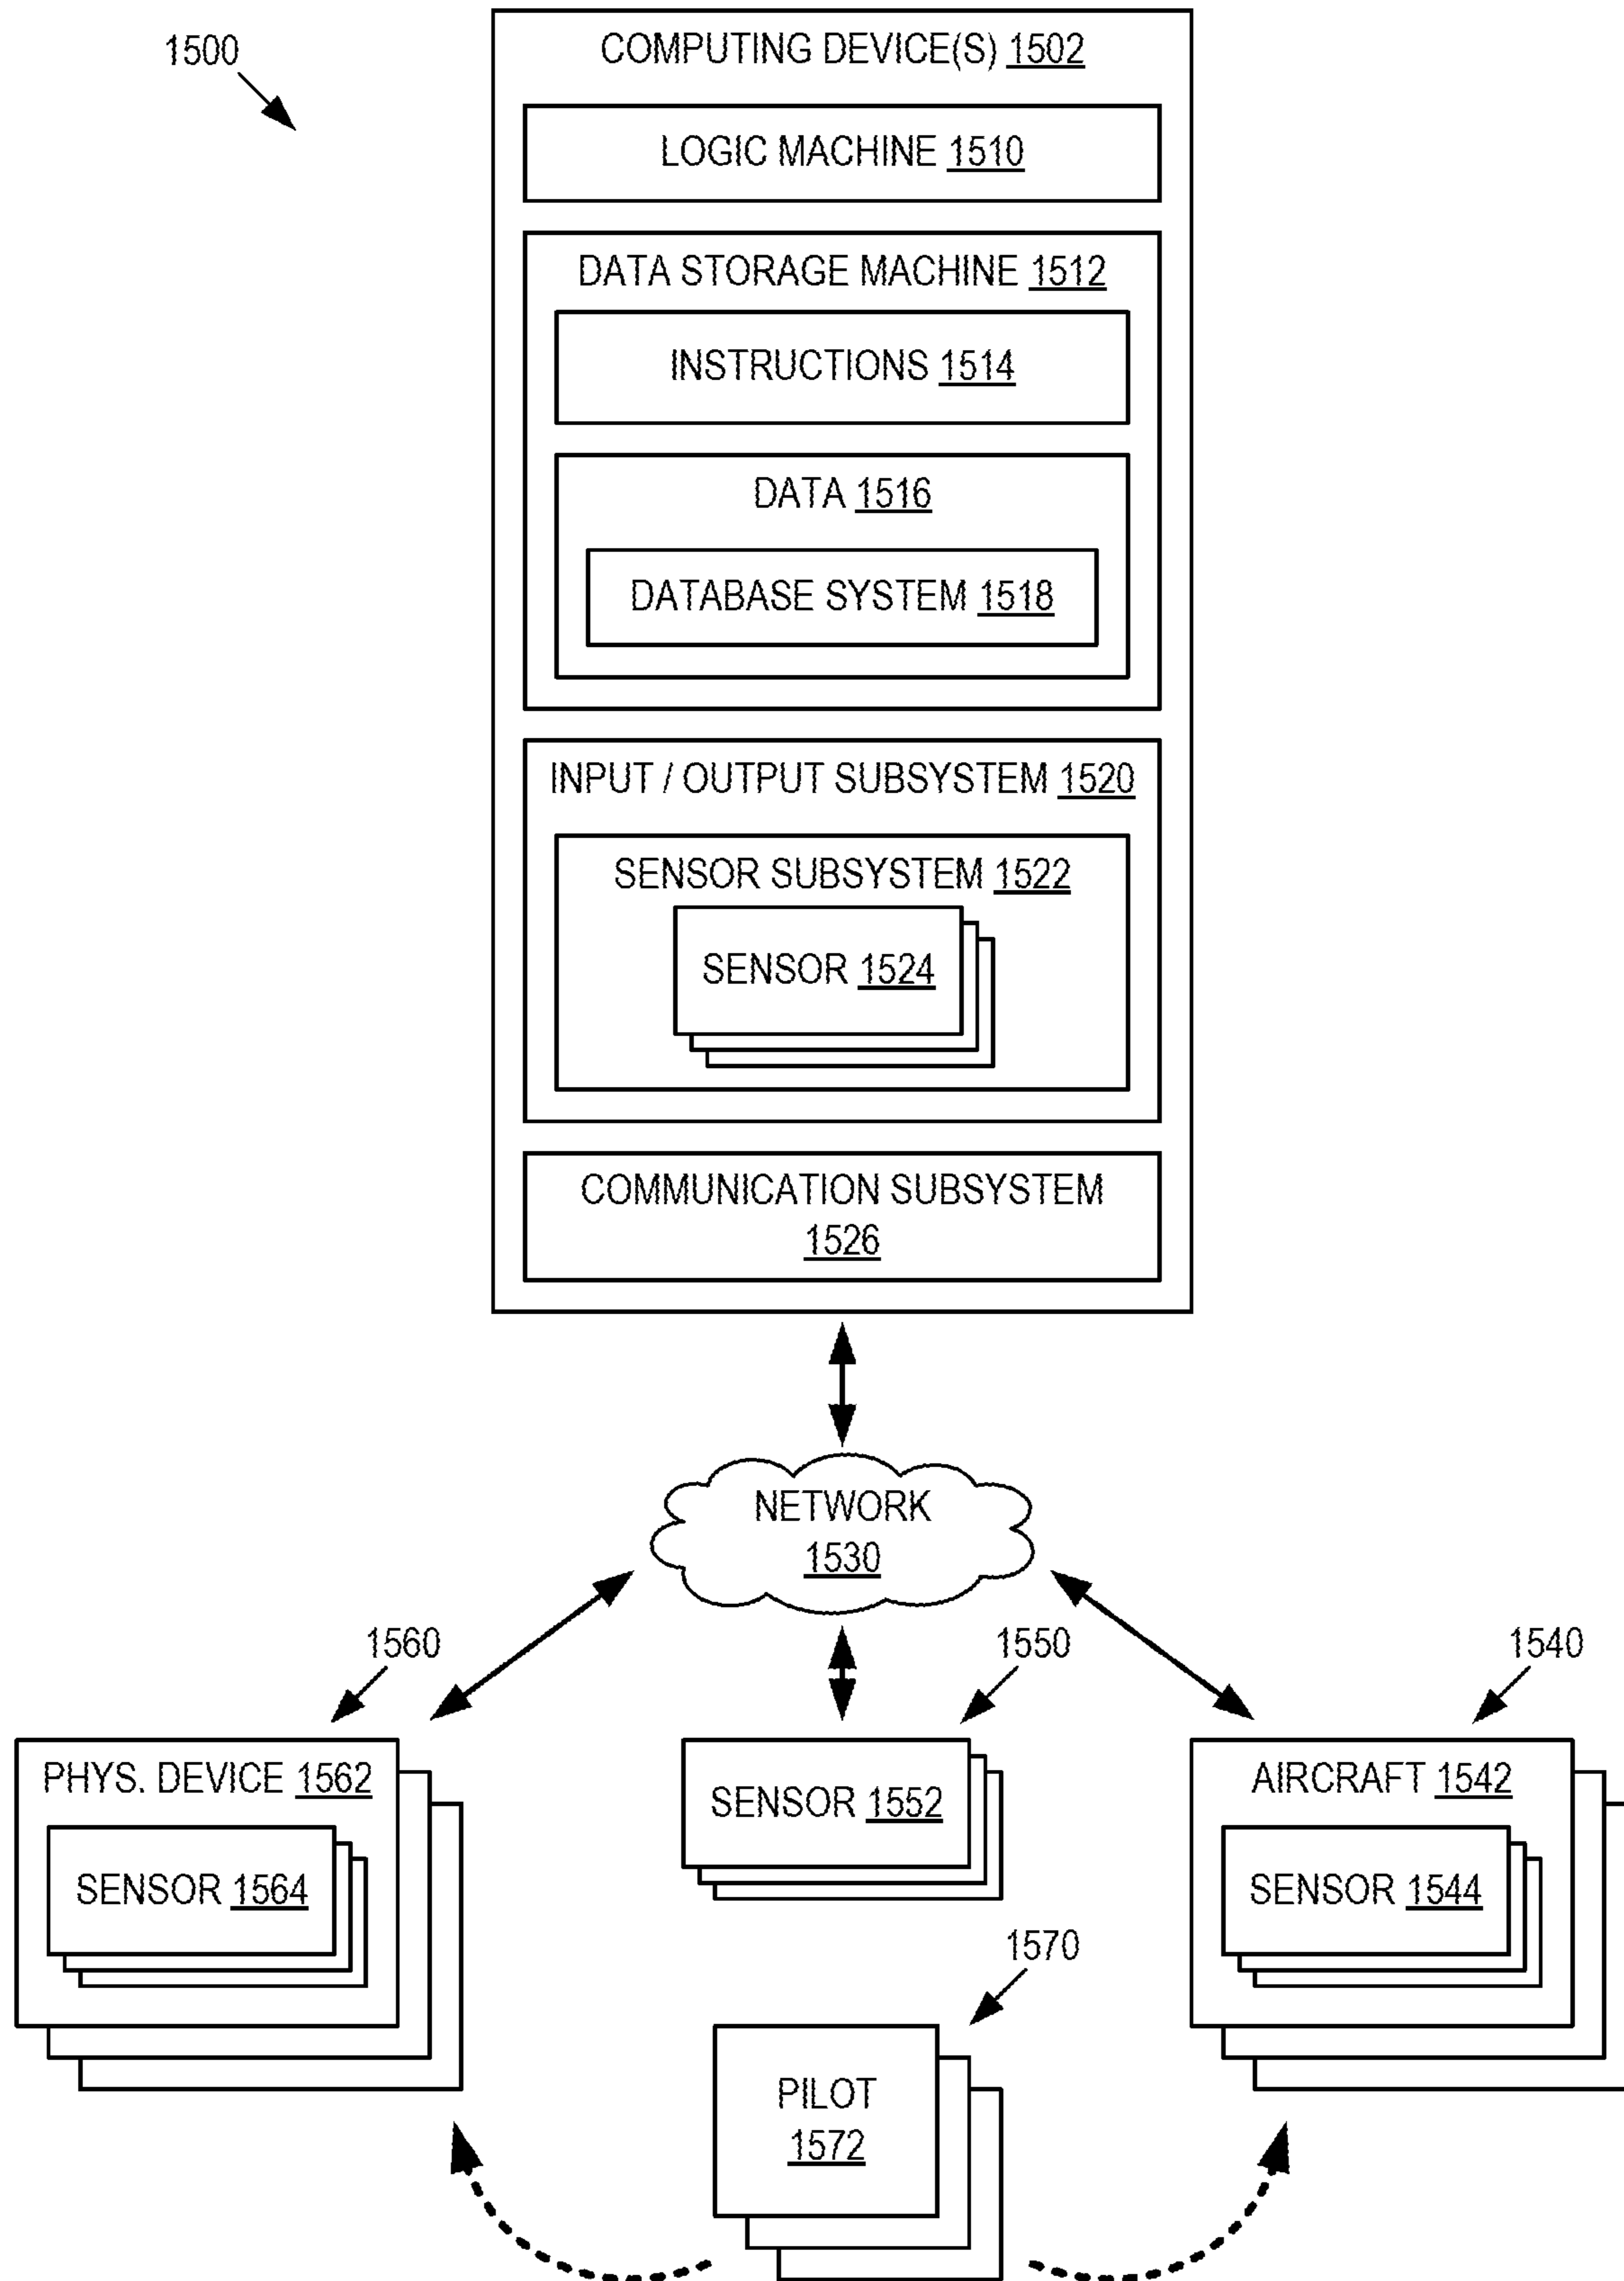 1500
COMPUTING DEVICE(S) 1502
LOGIC MACHINE 1510
DATA STORAGE MACHINE 1512
INSTRUCTIONS 1514
DATA 1516
DATABASE SYSTEM 1518
INPUT / OUTPUT SUBSYSTEM 1520
SENSOR SUBSYSTEM 1522
SENSOR 1524
COMMUNICATION SUBSYSTEM
1526
NETWORK
1530
1560
1550
1540
PHYS. DEVICE 1562
SENSOR 1564
SENSOR 1552
AIRCRAFT 1542
SENSOR 1544
1570
PILOT
1572